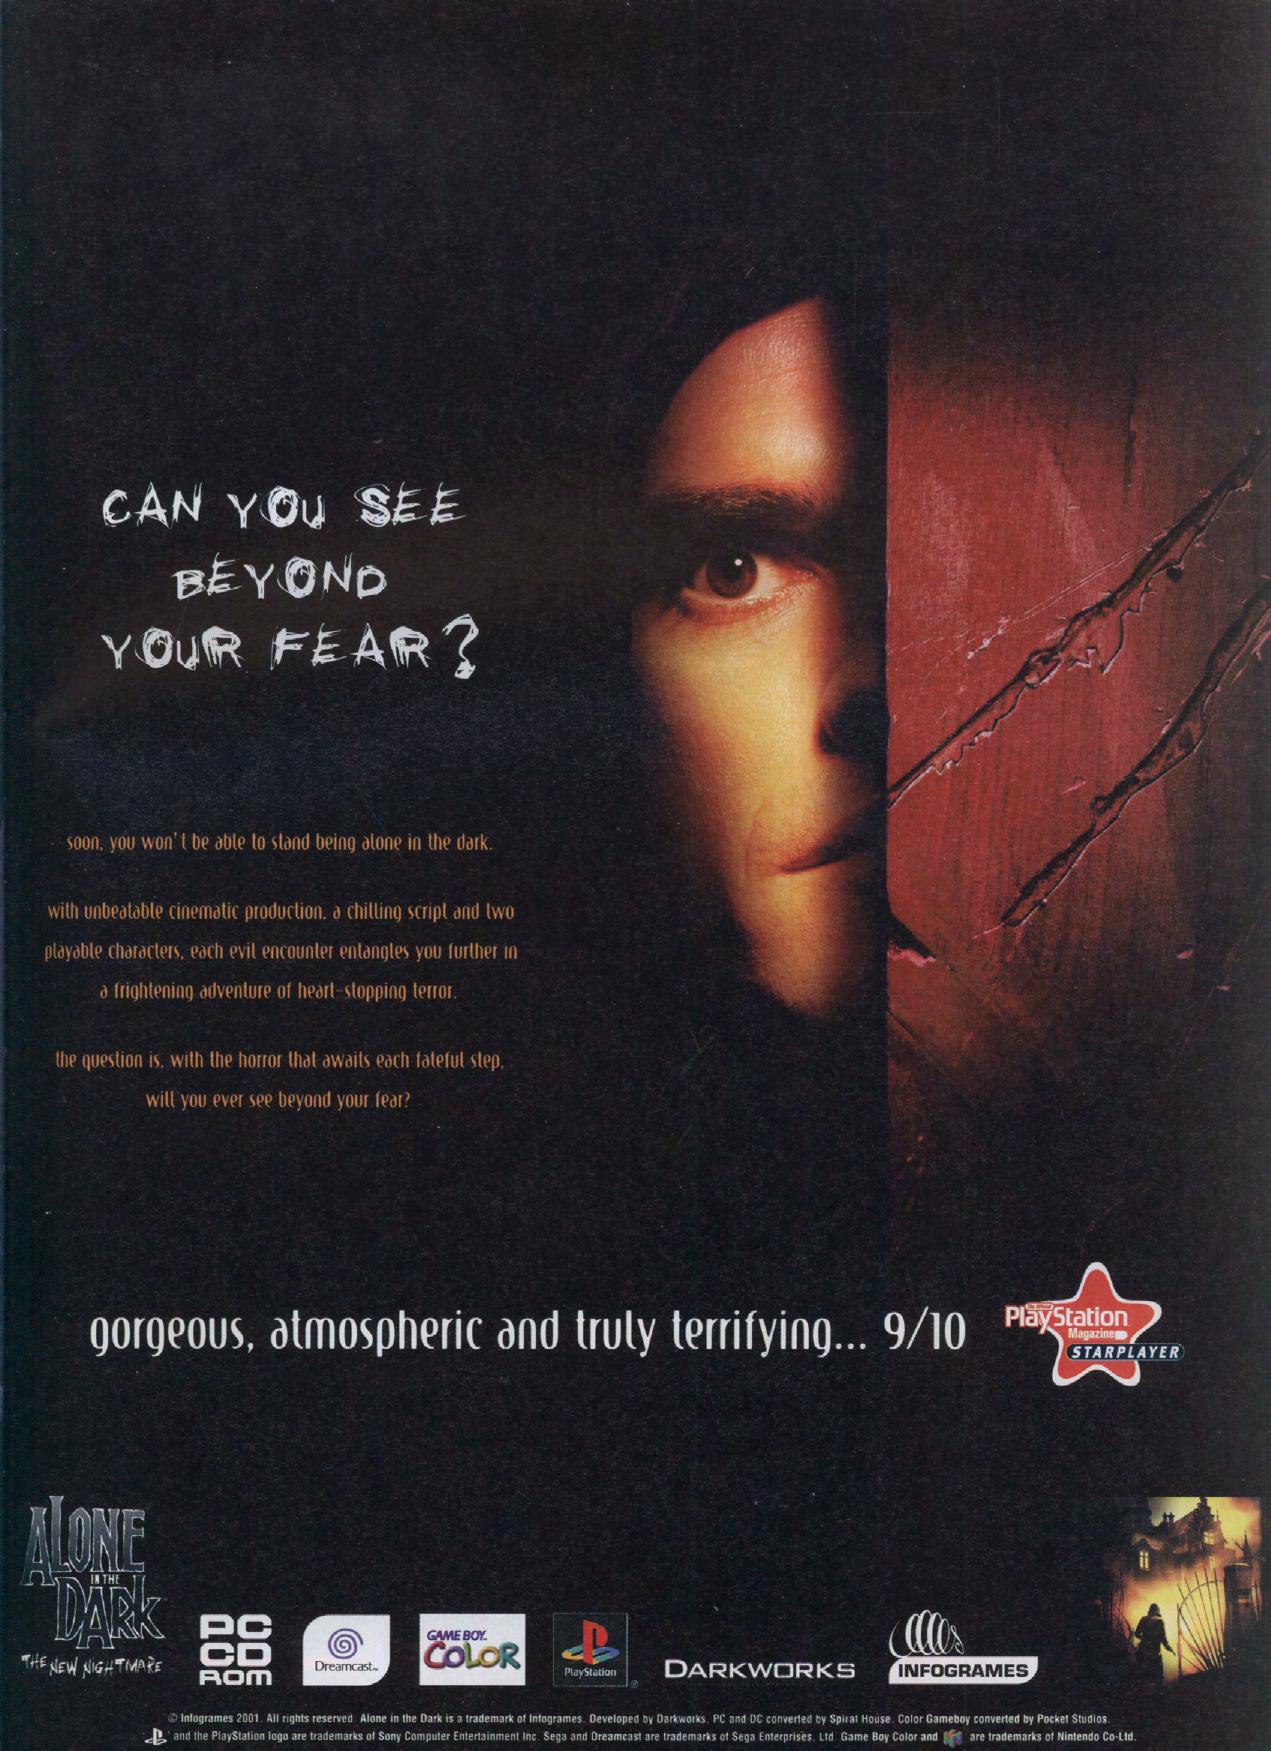 CAN YOU SEE
BEYOND
YOUR FEAR?
soon, you won't be able to stand being alone in the dark.
with unbeatable cinematic production, a chilling script and two
playable characters, each evil encounter entangles you further in
a frightening adventure of heart-stopping terror.
the question is, with the horror that awaits each fateful step,
will you ever see beyond your fear?
gorgeous, atmospheric and truly terrifying... 9/10
The Official
PlayStation
Magazine
STARPLAYER
ALONE
IN THE
DARK
THE NEW NIGHTMARE
PC
CD
ROM
Dreamcast™
GAME BOY™
COLOR
PlayStation ®
DARKWORKS
INFOGRAMES
© Infogrames 2001. All rights reserved. Alone in the Dark is a trademark of Infogrames. Developed by Darkworks. PC and DC converted by Spiral House. Color Gameboy converted by Pocket Studios.
and the PlayStation logo are trademarks of Sony Computer Entertainment Inc. Sega and Dreamcast are trademarks of Sega Enterprises, Ltd. Game Boy Color and are trademarks of Nintendo Co-Ltd.